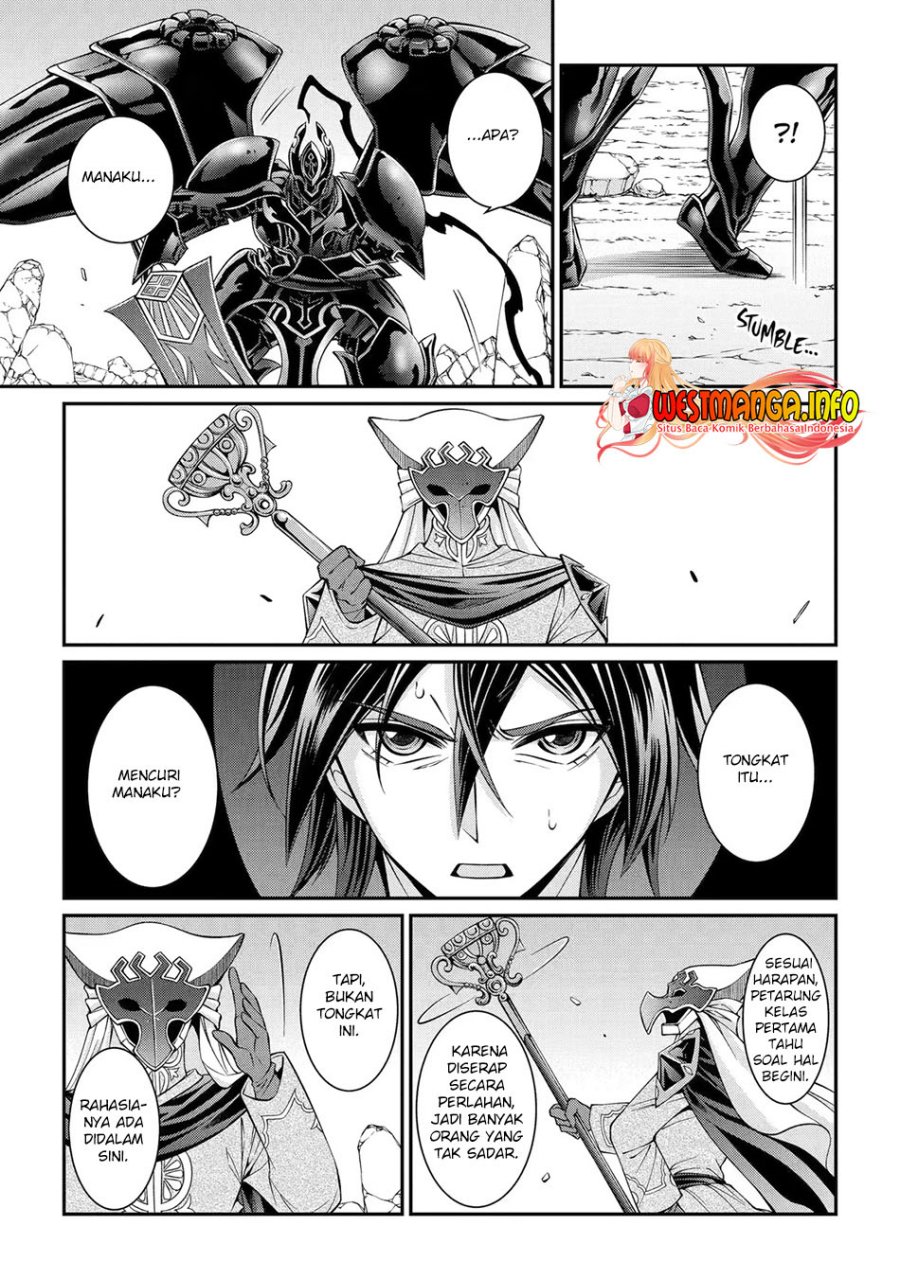 ?!
STUMBLE...
...APA?
MANAKU...
WESTMANGA.INFO
Situs Baca Komik Berbahasa Indonesia
TONGKAT
ITU...
MENCURI
MANAKU?
SESUAI
HARAPAN,
PETARUNG
KELAS
PERTAMA
TAHU
SOAL HAL
BEGINI.
KARENA
DISERAP
SECARA
PERLAHAN,
JADI BANYAK
ORANG YANG
TAK SADAR.
TAPI,
BUKAN
TONGKAT
INI.
RAHASIA-
NYA ADA
DIDALAM
SINI.